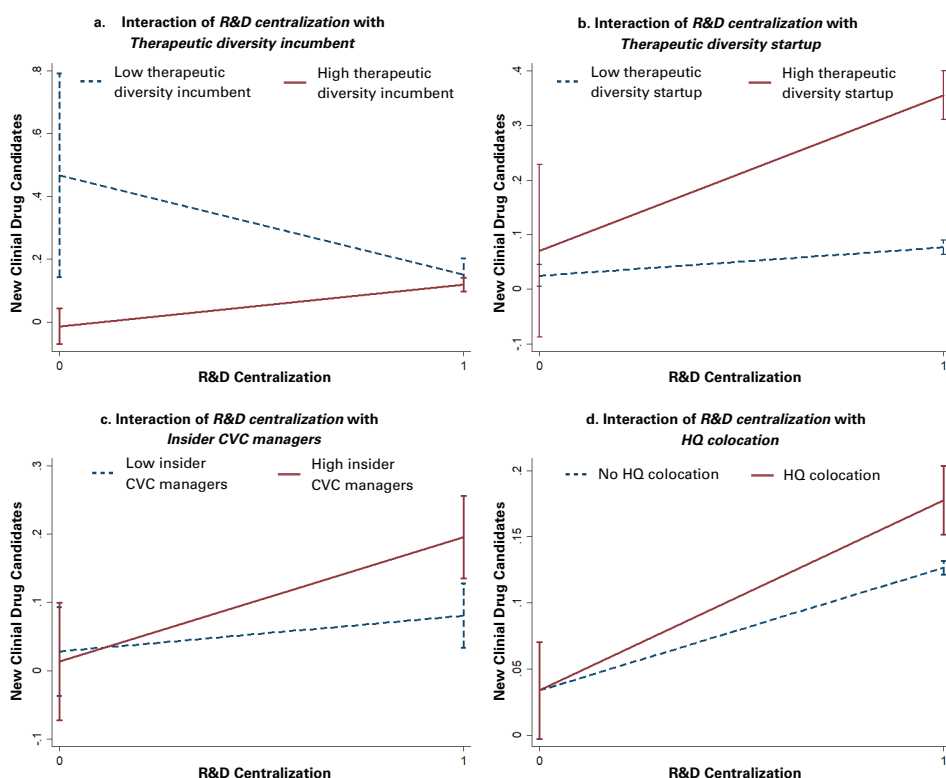 a. Interaction of R&D centralization with
Therapeutic diversity incumbent
Low therapeutic
diversity incumbent
High therapeutic
diversity incumbent
New Clinial Drug Candidates
.8
.6
.4
.2
0
0
1
R&D Centralization
b. Interaction of R&D centralization with
Therapeutic diversity startup
Low therapeutic
diversity startup
High therapeutic
diversity startup
New Clinial Drug Candidates
.4
.3
.2
.1
0
-.1
0
1
R&D Centralization
c. Interaction of R&D centralization with
Insider CVC managers
Low insider
CVC managers
High insider
CVC managers
New Clinial Drug Candidates
.3
.2
.1
0
-.1
0
1
R&D Centralization
d. Interaction of R&D centralization with
HQ colocation
No HQ colocation
HQ colocation
New Clinial Drug Candidates
.2
.15
.1
.05
0
0
1
R&D Centralization